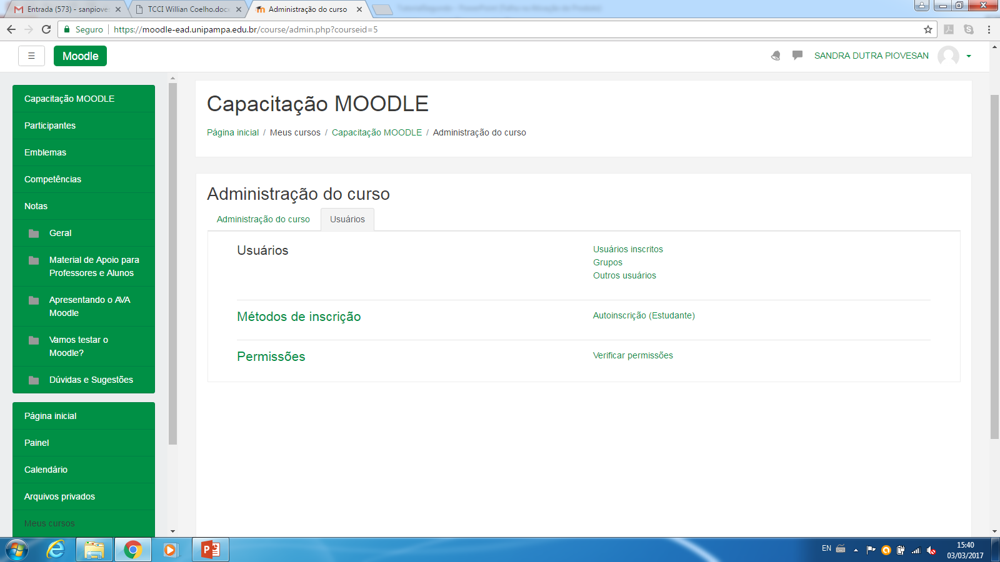 Entrada (573) - sanpioves
TCCI Willian Coelho.docx
Administração do curso
Seguro
https://moodle-ead.unipampa.edu.br/course/admin.php?courseid=5
Moodle
SANDRA DUTRA PIOVESAN
Capacitação MOODLE
Participantes
Emblemas
Competências
Notas
Geral
Material de Apoio para
Professores e Alunos
Apresentando o AVA
Moodle
Vamos testar o
Moodle?
Dúvidas e Sugestões
Página inicial
Painel
Calendário
Arquivos privados
Meus cursos
Capacitação MOODLE
Página inicial / Meus cursos / Capacitação MOODLE / Administração do curso
Administração do curso
Administração do curso
Usuários
Usuários
Usuários inscritos
Grupos
Outros usuários
Métodos de inscrição
Autoinscrição (Estudante)
Permissões
Verificar permissões
EN
15:40
03/03/2017